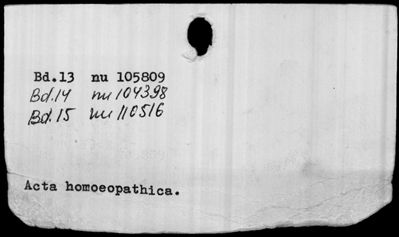 Bd.13 nu 105809
Bd.14 nu 104398
Bd.15 nu 110516
Acta homoeopathica.